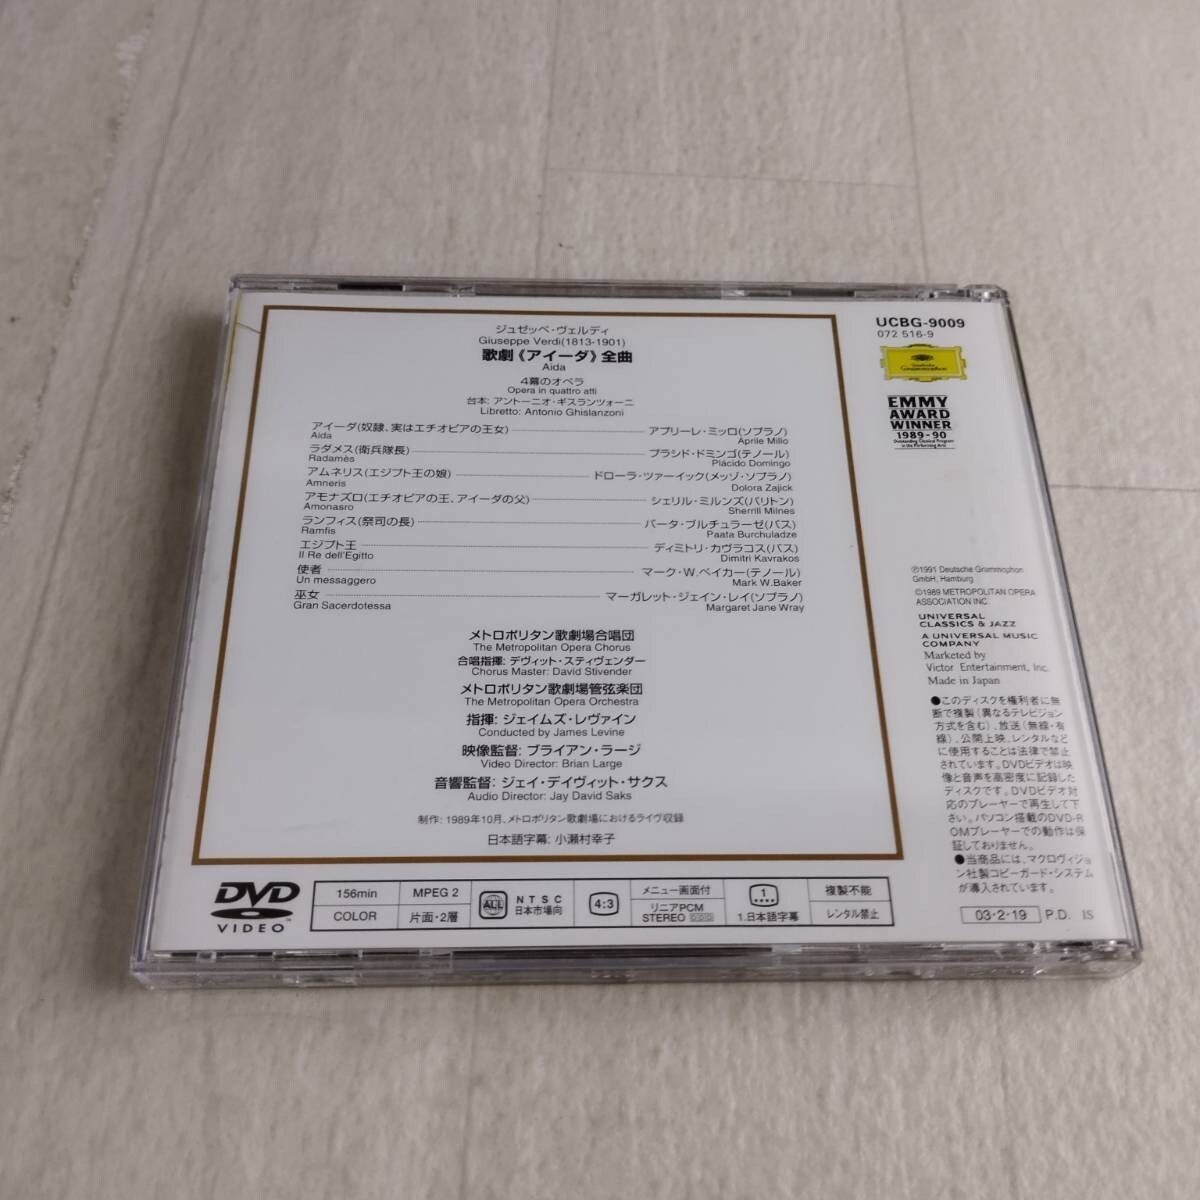 ジュゼッペ・ヴェルディ
Giuseppe Verdi(1813-1901)
歌劇《アイーダ》全曲
Aida
4幕のオペラ
Opera in quattro atti
台本: アントーニオ・ギスランツォーニ
Libretto: Antonio Ghislanzoni
アイーダ(奴隷、実はエチオピアの王女) アプリーレ・ミッロ(ソプラノ)
Aida Aprile Millo
ラダメス(衛兵隊長) プラシド・ドミンゴ(テノール)
Radamès Plácido Domingo
アムネリス(エジプト王の娘) ドローラ・ツァーイック(メッゾ・ソプラノ)
Amneris Dolora Zajick
アモナズロ(エチオピアの王、アイーダの父) シェリル・ミルンズ(バリトン)
Amonasro Sherrill Milnes
ランフィス(祭司の長) パータ・ブルチュラーゼ(バス)
Ramfis Paata Burchuladze
エジプト王 ディミトリ・カヴラコス(バス)
Il Re dell'Egitto Dimitri Kavrakos
使者 マーク・W.ベイカー(テノール)
Un messaggero Mark W.Baker
巫女 マーガレット・ジェイン・レイ(ソプラノ)
Gran Sacerdotessa Margaret Jane Wray
メトロポリタン歌劇場合唱団
The Metropolitan Opera Chorus
合唱指揮: デヴィット・スティヴェンダー
Chorus Master: David Stivender
メトロポリタン歌劇場管弦楽団
The Metropolitan Opera Orchestra
指揮: ジェイムズ・レヴァイン
Conducted by James Levine
映像監督: ブライアン・ラージ
Video Director: Brian Large
音響監督: ジェイ・デイヴィット・サクス
Audio Director: Jay David Saks
制作: 1989年10月、メトロポリタン歌劇場におけるライヴ収録
日本語字幕: 小瀬村幸子
UCBG-9009
072 516-9
Deutsche
Grammophon
EMMY
AWARD
WINNER
1989-90
Outstanding Classical Program
in the Performing Arts
℗1991 Deutsche Grammophon
GmbH, Hamburg
©1989 METROPOLITAN OPERA
ASSOCIATION INC.
UNIVERSAL
CLASSICS & JAZZ
A UNIVERSAL MUSIC
COMPANY
Marketed by
Victor Entertainment, Inc.
Made in Japan
●このディスクを権利者に無
断で複製(異なるテレビジョン
方式を含む)、放送(無線・有
線)、公開上映、レンタルなど
に使用することは法律で禁止
されています。DVDビデオは映
像と音声を高密度に記録した
ディスクです。DVDビデオ対
応のプレーヤーで再生して下
さい。パソコン搭載のDVD-R
OMプレーヤーでの動作は保
証しておりません。
●当商品には、マクロヴィジョ
ン社製コピーガード・システム
が導入されています。
03・2・19 P.D. IS
DVD
VIDEO
156min MPEG 2
COLOR 片面・2層
ALL
NTSC
日本市場向
4:3
メニュー画面付
リニアPCM
STEREO
1
1.日本語字幕
複製不能
レンタル禁止